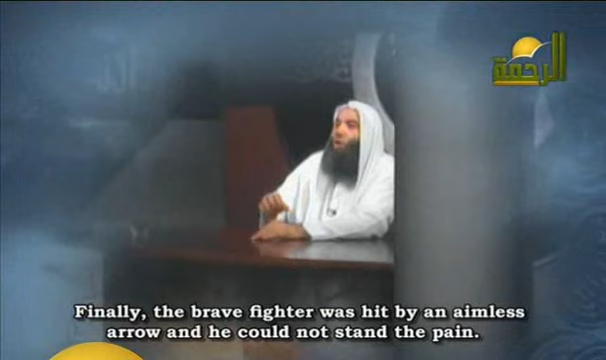 الرحمة
Finally, the brave fighter was hit by an aimless
arrow and he could not stand the pain.